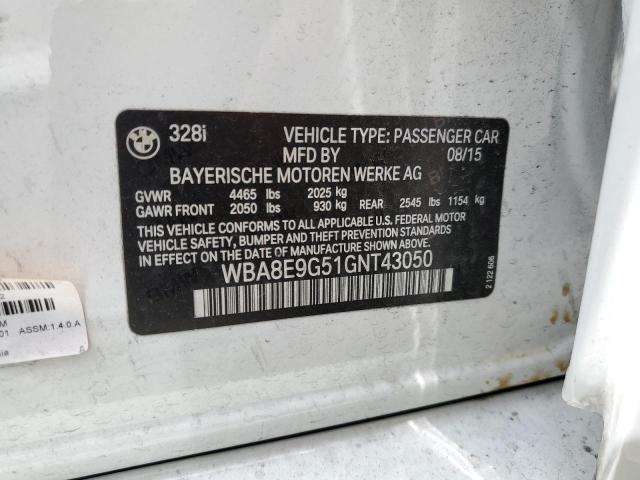 328i
VEHICLE TYPE: PASSENGER CAR
MFD BY 08/15
BAYERISCHE MOTOREN WERKE AG
GVWR 4465 lbs 2025 kg
GAWR FRONT 2050 lbs 930 kg REAR 2545 lbs 1154 kg
THIS VEHICLE CONFORMS TO ALL APPLICABLE U.S. FEDERAL MOTOR
VEHICLE SAFETY, BUMPER AND THEFT PREVENTION STANDARDS
IN EFFECT ON THE DATE OF MANUFACTURE SHOWN ABOVE.
WBA8E9G51GNT43050
2 122 606
ASSM:1.4.0.A